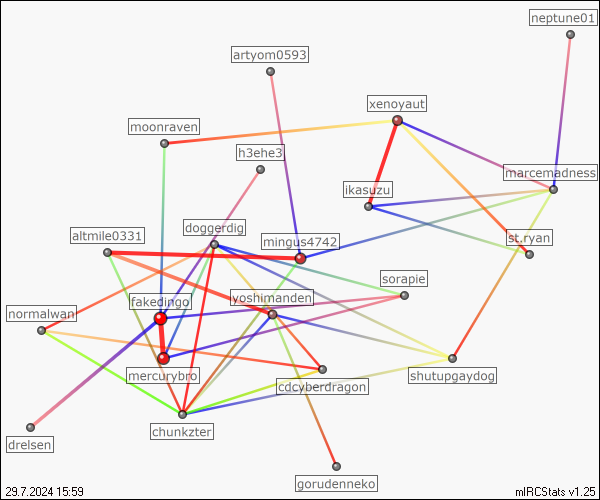 neptune01
artyom0593
xenoyaut
moonraven
h3ehe3
marcemadness
ikasuzu
doggerdig
altmile0331
mingus4742
st.ryan
sorapie
fakedingo
yoshimanden
normalwan
mercurybro
cdcyberdragon
shutupgaydog
chunkzter
drelsen
gorudenneko
29.7.2024 15:59
mIRCStats v1.25